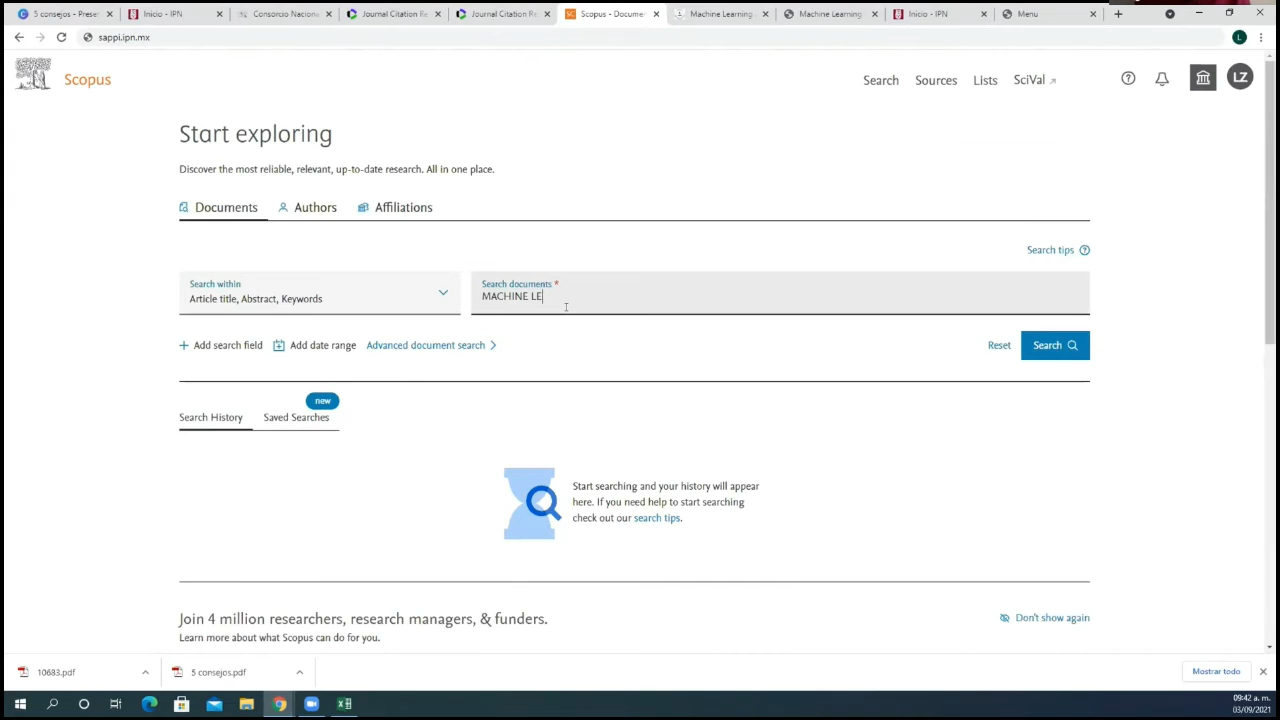 5 consejos - Prese
Inicio - IPN
Consorcio Naciona
Journal Citation Re
Journal Citation Re
Scopus - Docume
Machine Learning
Machine Learning
Inicio - IPN
Menu
sappi.ipn.mx
L
Scopus
Search
Sources
Lists
SciVal
LZ
Start exploring
Discover the most reliable, relevant, up-to-date research. All in one place.
Documents
Authors
Affiliations
Search tips
Search within
Article title, Abstract, Keywords
Search documents *
MACHINE LE
+ Add search field
Add date range
Advanced document search
Reset
Search
new
Search History
Saved Searches
Start searching and your history will appear
here. If you need help to start searching
check out our search tips.
Join 4 million researchers, research managers, & funders.
Don't show again
Learn more about what Scopus can do for you.
10683.pdf
5 consejos.pdf
Mostrar todo
09:42 a. m.
03/09/2021